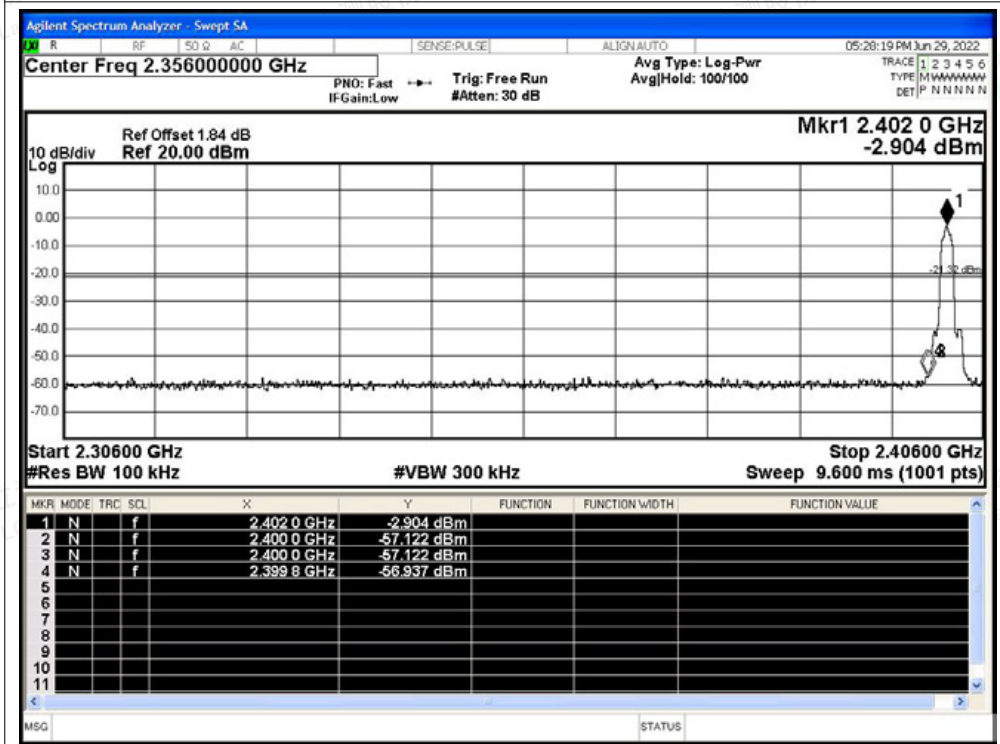 Agilent Spectrum Analyzer - Swept SA
R RF 50 Ω AC SENSE:PULSE ALIGN AUTO 05:28:19 PM Jun 29, 2022
Center Freq 2.356000000 GHz
PNO: Fast
IFGain:Low
Trig: Free Run
#Atten: 30 dB
Avg Type: Log-Pwr
Avg|Hold: 100/100
TRACE 1 2 3 4 5 6
TYPE M WWWWW
DET P N N N N N
Ref Offset 1.84 dB
10 dB/div Ref 20.00 dBm
Log
Mkr1 2.402 0 GHz
-2.904 dBm
10.0
0.00
-10.0
-20.0
-30.0
-40.0
-50.0
-60.0
-70.0
1
-21.32 dBm
Start 2.30600 GHz Stop 2.40600 GHz
#Res BW 100 kHz #VBW 300 kHz Sweep 9.600 ms (1001 pts)
MKR MODE TRC SCL X Y FUNCTION FUNCTION WIDTH FUNCTION VALUE
1 N f 2.402 0 GHz -2.904 dBm
2 N f 2.400 0 GHz -57.122 dBm
3 N f 2.400 0 GHz -57.122 dBm
4 N f 2.399 8 GHz -56.937 dBm
5
6
7
8
9
10
11
MSG STATUS